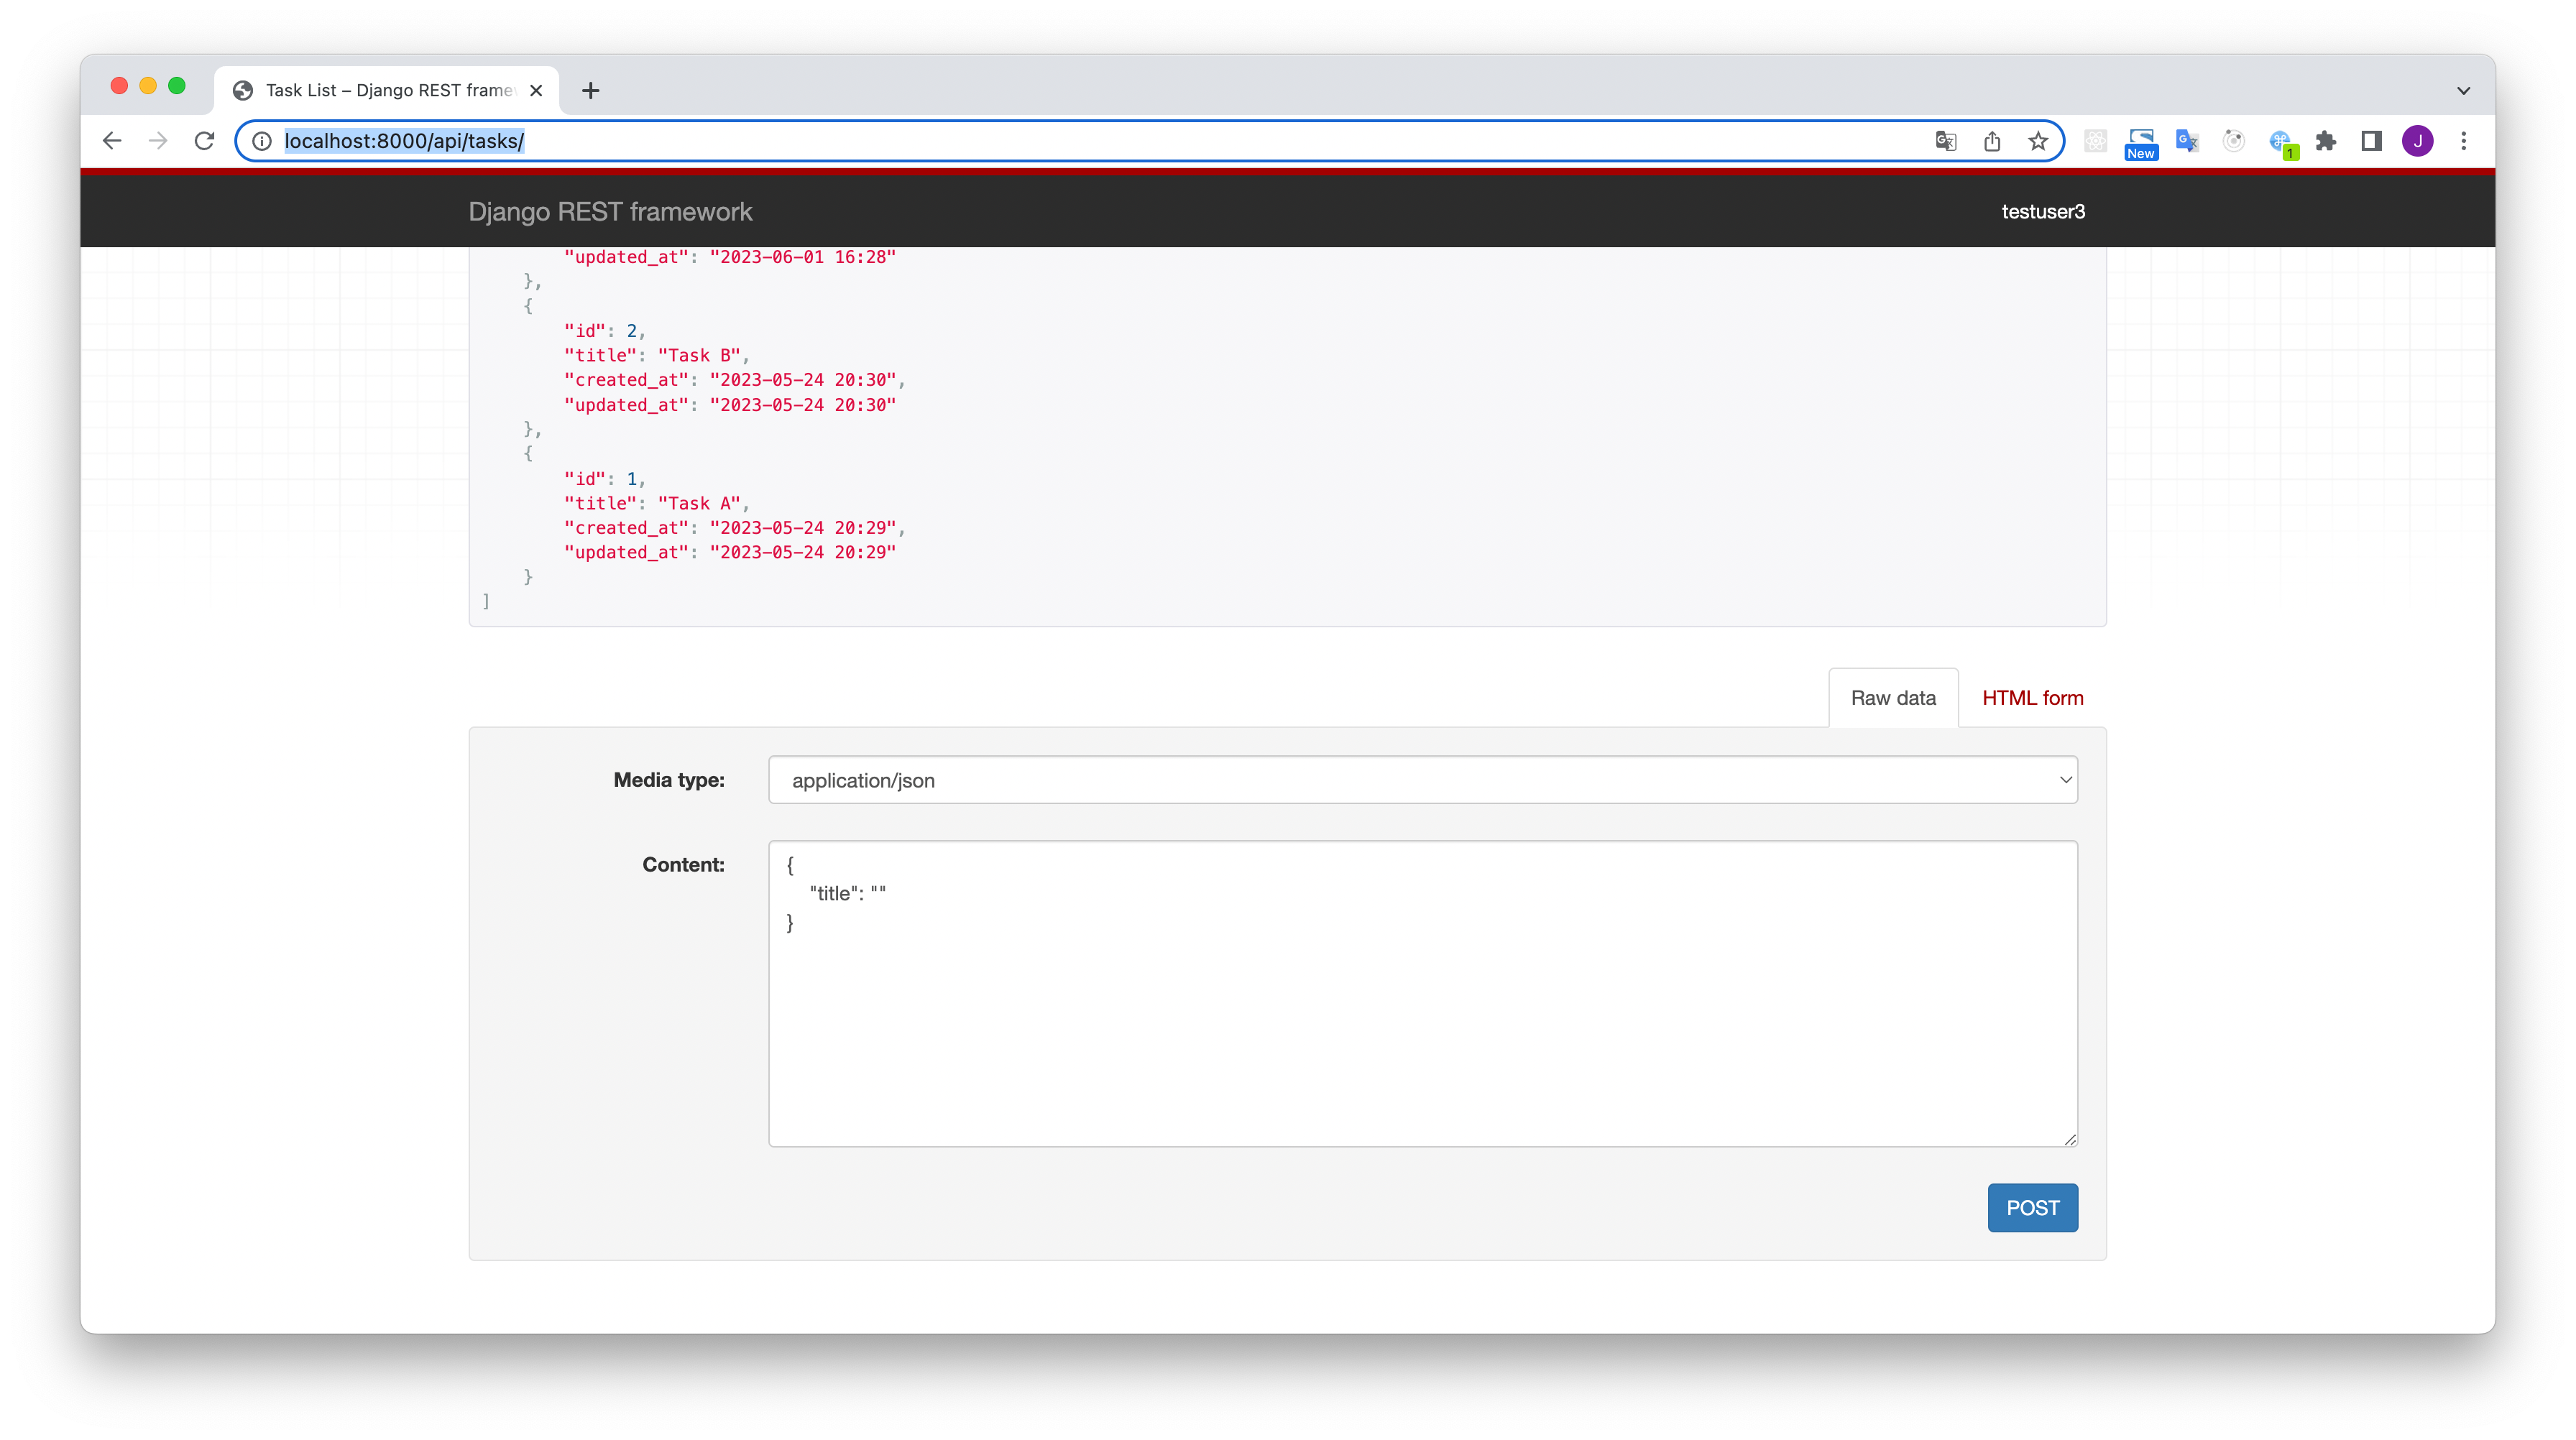 Task List – Django REST frame
localhost:8000/api/tasks/
New
1
J
Django REST framework
testuser3
"updated_at": "2023-06-01 16:28"
},
{
"id": 2,
"title": "Task B",
"created_at": "2023-05-24 20:30",
"updated_at": "2023-05-24 20:30"
},
{
"id": 1,
"title": "Task A",
"created_at": "2023-05-24 20:29",
"updated_at": "2023-05-24 20:29"
}
]
Raw data
HTML form
Media type:
application/json
Content:
{
"title": ""
}
POST